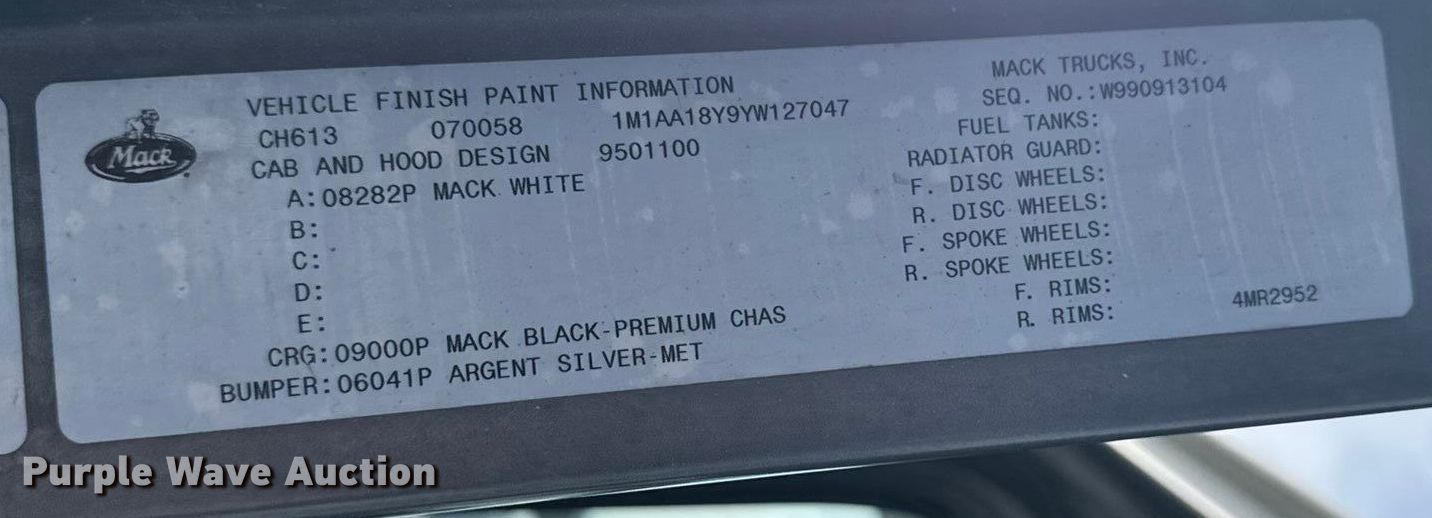 VEHICLE FINISH PAINT INFORMATION
CH613 070058 1M1AA18Y9YW127047
CAB AND HOOD DESIGN 9501100
A:08282P MACK WHITE
B:
C:
D:
E:
CRG:09000P MACK BLACK-PREMIUM CHAS
BUMPER:06041P ARGENT SILVER-MET
Mack
MACK TRUCKS, INC.
SEQ. NO.:W990913104
FUEL TANKS:
RADIATOR GUARD:
F. DISC WHEELS:
R. DISC WHEELS:
F. SPOKE WHEELS:
R. SPOKE WHEELS:
F. RIMS:
R. RIMS:
4MR2952
Purple Wave Auction